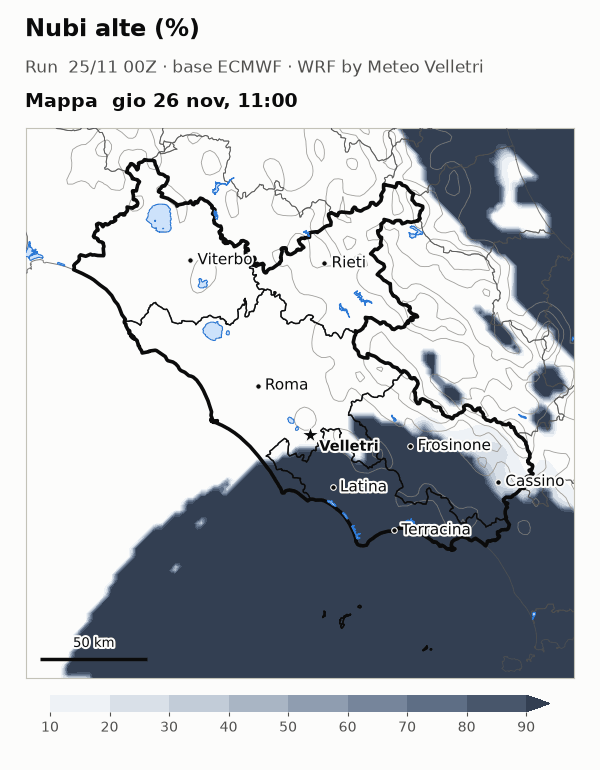 Nubi alte (%)
Run  25/11 00Z · base ECMWF · WRF by Meteo Velletri
Mappa  gio 26 nov, 11:00
Viterbo
Rieti
Roma
Velletri
Frosinone
Cassino
Latina
Terracina
50 km
10 20 30 40 50 60 70 80 90